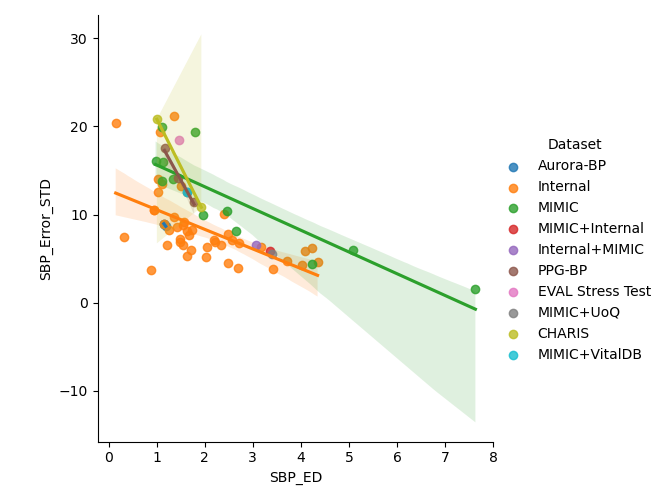 30
20
10
0
−10
SBP_Error_STD
0 1 2 3 4 5 6 7 8
SBP_ED
Dataset
Aurora-BP
Internal
MIMIC
MIMIC+Internal
Internal+MIMIC
PPG-BP
EVAL Stress Test
MIMIC+UoQ
CHARIS
MIMIC+VitalDB